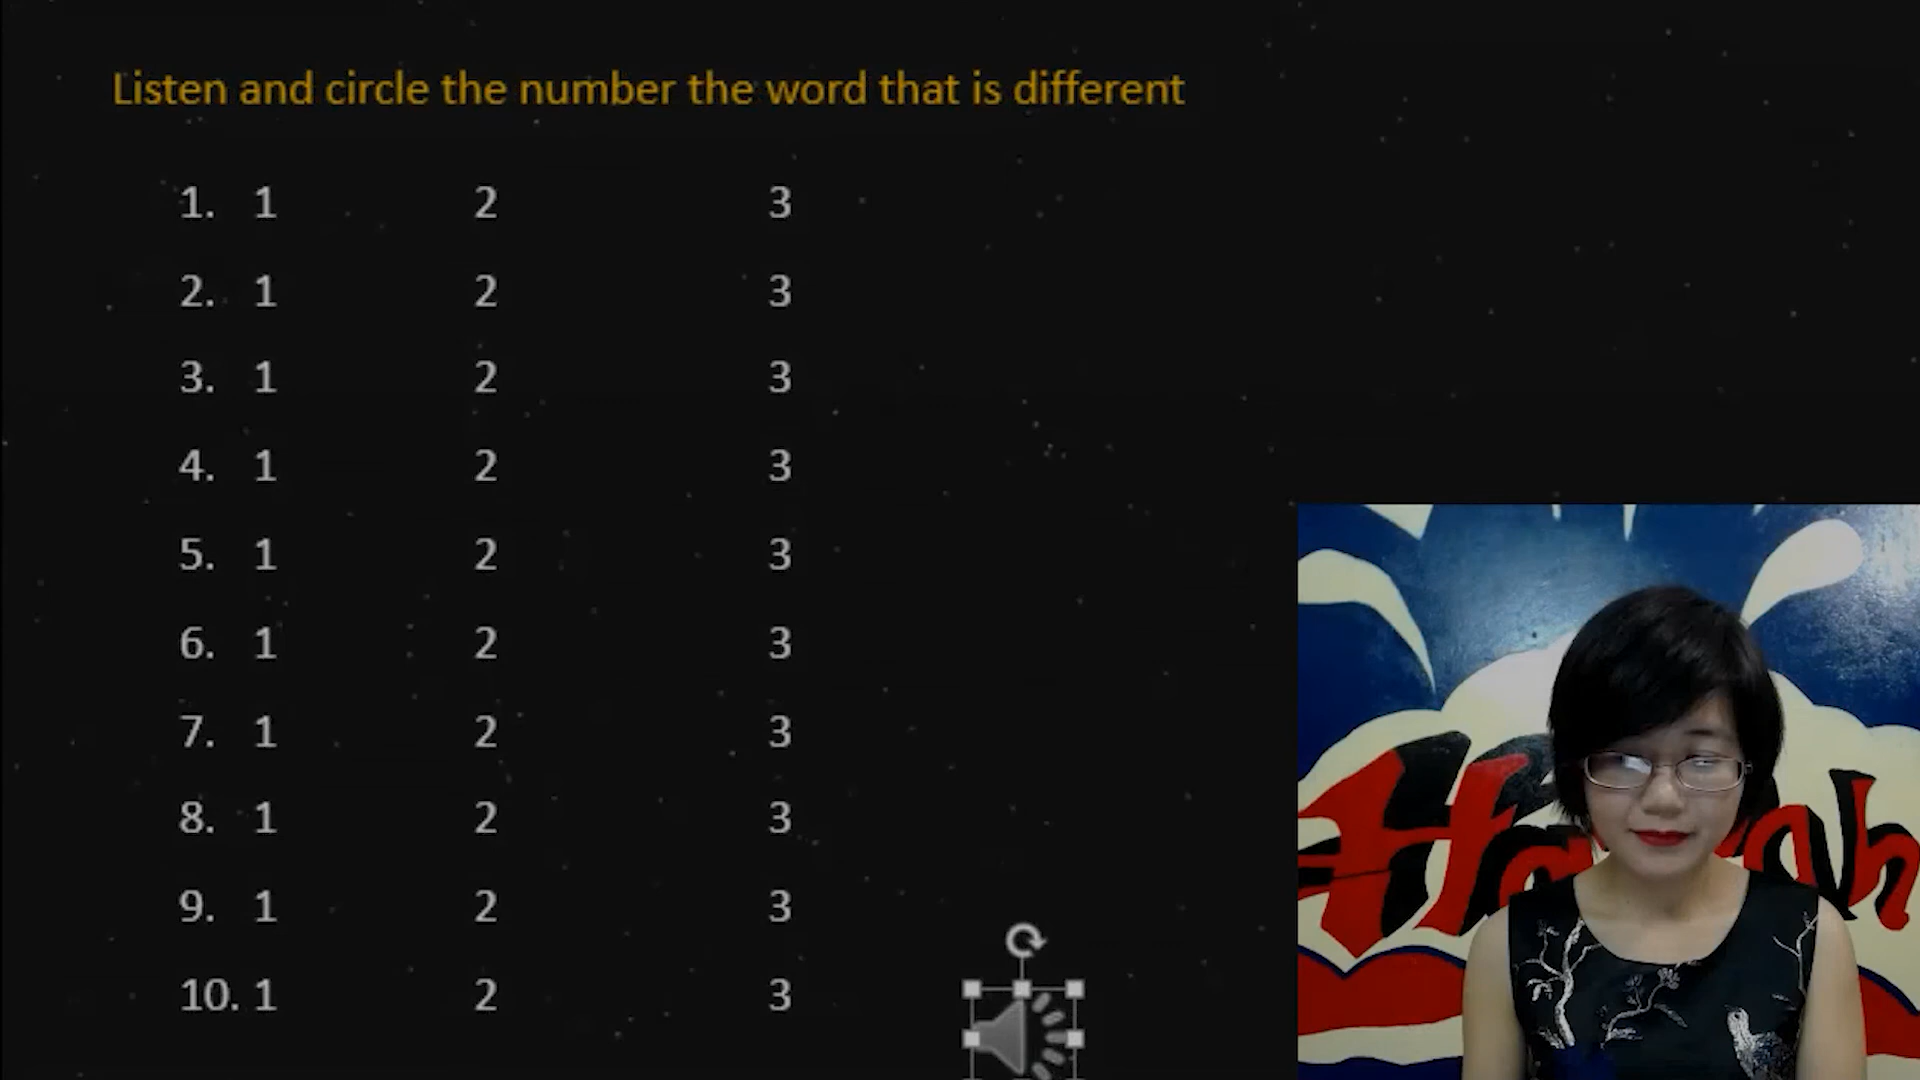 Listen and circle the number the word that is different
1. 1 2 3
2. 1 2 3
3. 1 2 3
4. 1 2 3
5. 1 2 3
6. 1 2 3
7. 1 2 3
8. 1 2 3
9. 1 2 3
10. 1 2 3